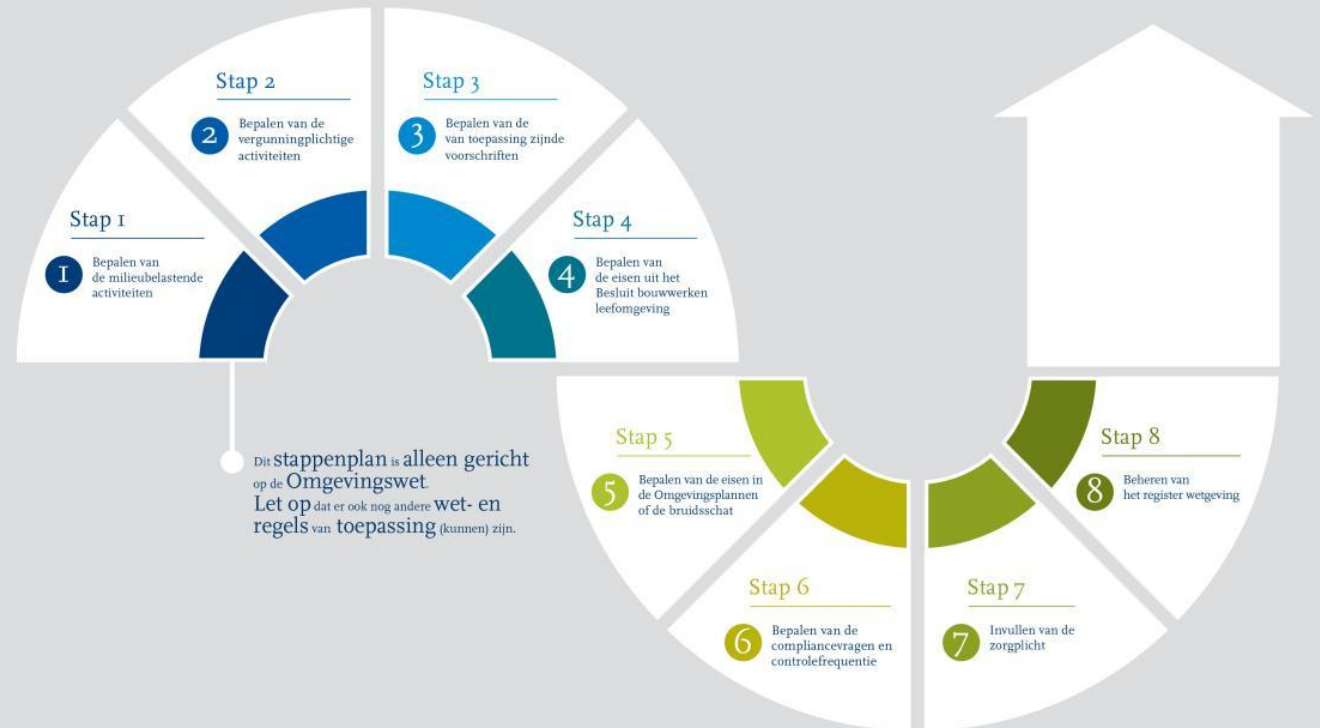 Stap 1
1
Bepalen van
de milieubelastende
activiteiten
Stap 2
2
Bepalen van de
vergunningplichtige
activiteiten
Stap 3
3
Bepalen van de
van toepassing zijnde
voorschriften
Stap 4
4
Bepalen van
de eisen uit het
Besluit bouwwerken
leefomgeving
Dit stappenplan is alleen gericht
op de Omgevingswet.
Let op dat er ook nog andere wet- en
regels van toepassing (kunnen) zijn.
Stap 5
5
Bepalen van de eisen in
de Omgevingsplannen
of de bruidsschat
Stap 6
6
Bepalen van de
compliancevragen en
controlefrequentie
Stap 7
7
Invullen van de
zorgplicht
Stap 8
8
Beheren van
het register wetgeving